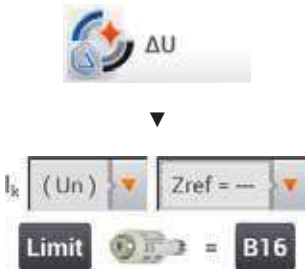 ΔU
▼
Ik (Un) ▼ Zref = --- ▼
Limit = B16